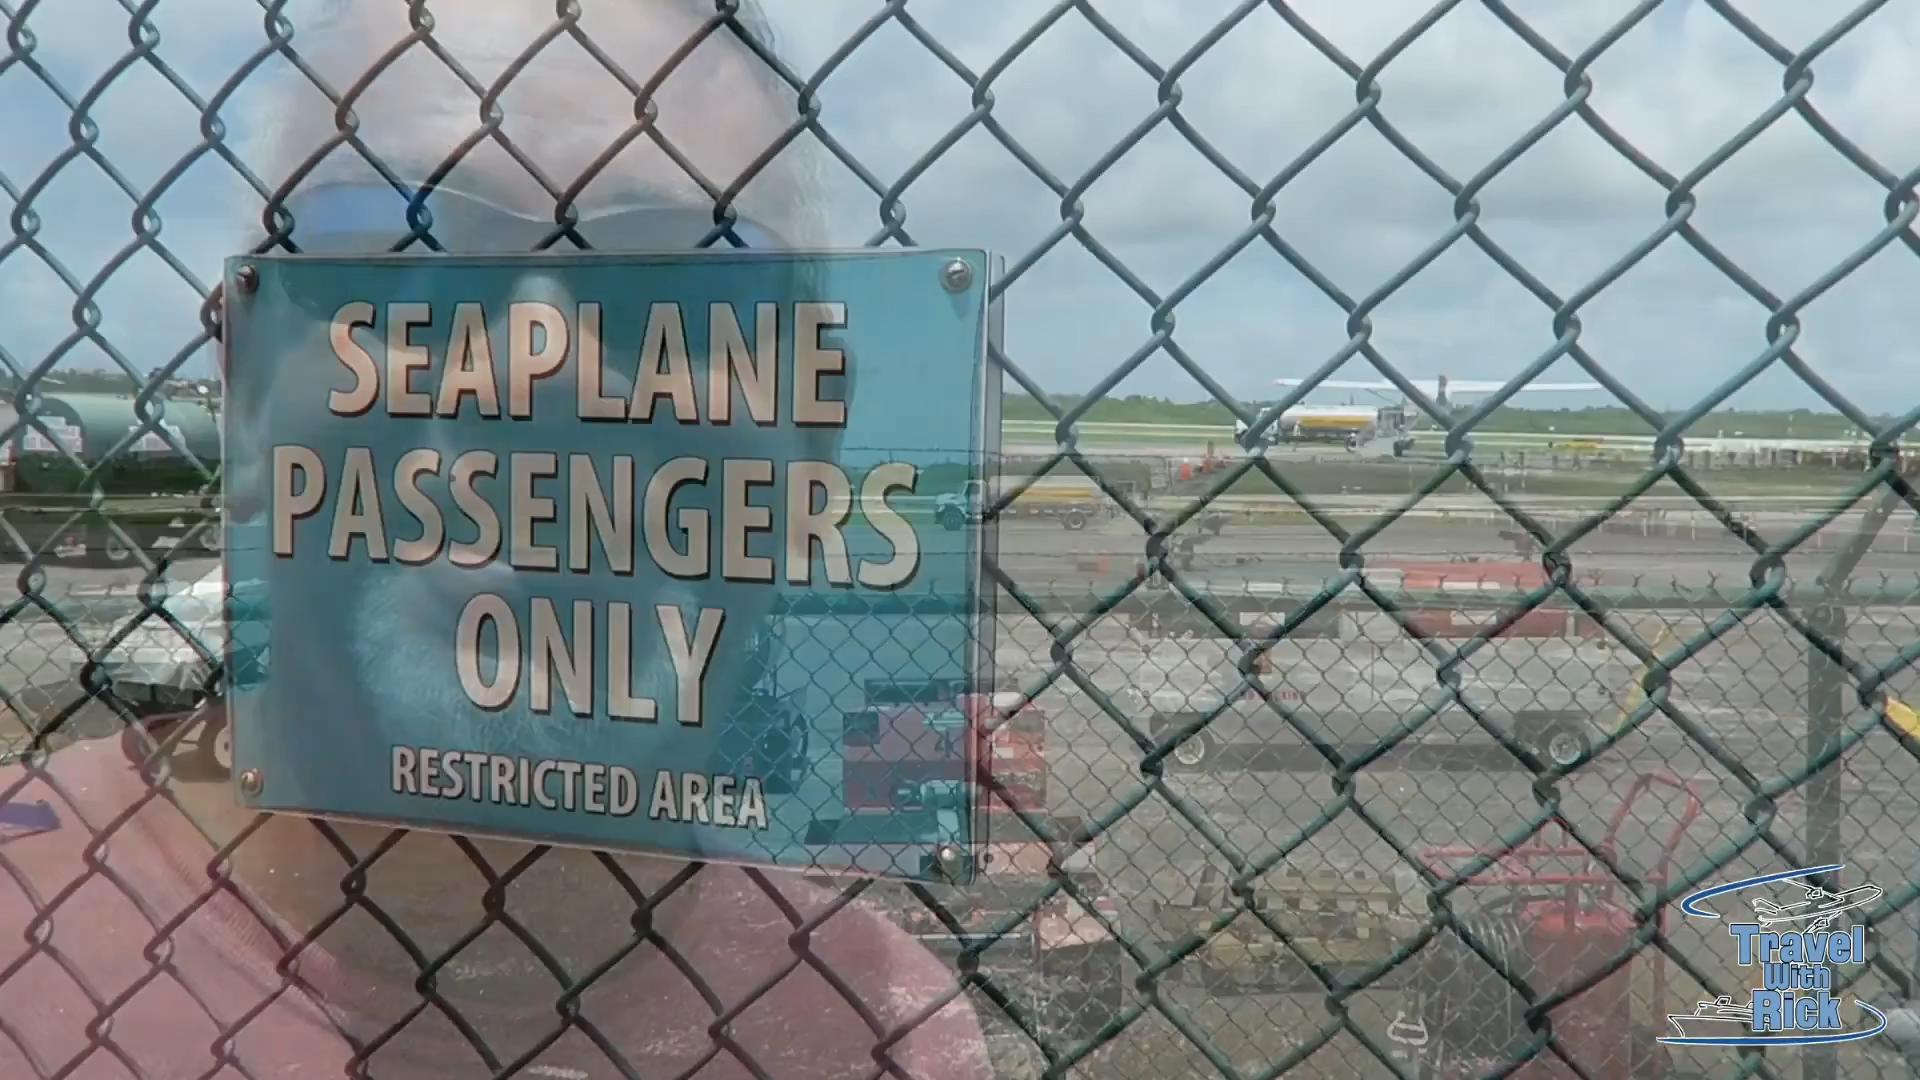 SEAPLANE
PASSENGERS
ONLY
RESTRICTED AREA
Travel
With
Rick